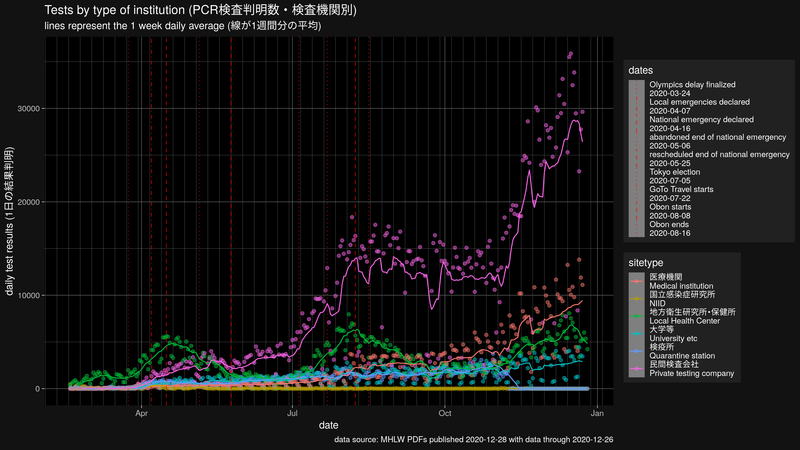 Tests by type of institution (PCR検査判明数・検査機関別)
lines represent the 1 week daily average (線が1週間分の平均)
daily test results (1日の結果判明)
30000
20000
10000
0
Apr
Jul
Oct
Jan
date
dates
Olympics delay finalized
2020-03-24
Local emergencies declared
2020-04-07
National emergency declared
2020-04-16
abandoned end of national emergency
2020-05-06
rescheduled end of national emergency
2020-05-25
Tokyo election
2020-07-05
GoTo Travel starts
2020-07-22
Obon starts
2020-08-08
Obon ends
2020-08-16
sitetype
医療機関
Medical institution
国立感染症研究所
NIID
地方衛生研究所・保健所
Local Health Center
大学等
University etc
検疫所
Quarantine station
民間検査会社
Private testing company
data source: MHLW PDFs published 2020-12-28 with data through 2020-12-26